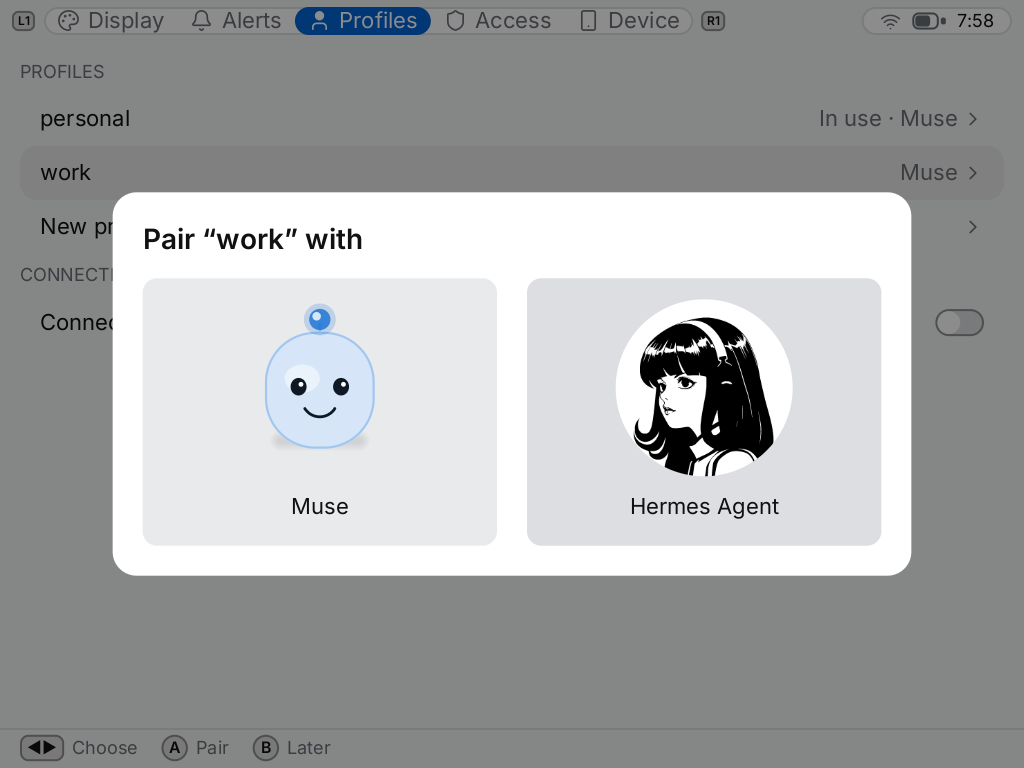 L1 Display Alerts Profiles Access Device R1 7:58
PROFILES
personal In use · Muse
work Muse
New pr
Pair “work” with
CONNECTI
Connec
Muse Hermes Agent
Choose A Pair B Later